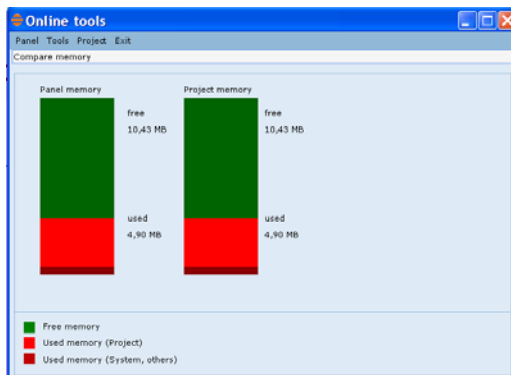 Online tools
Panel Tools Project Exit
Compare memory
Panel memory Project memory
free free
10,43 MB 10,43 MB
used used
4,90 MB 4,90 MB
Free memory
Used memory (Project)
Used memory (System, others)